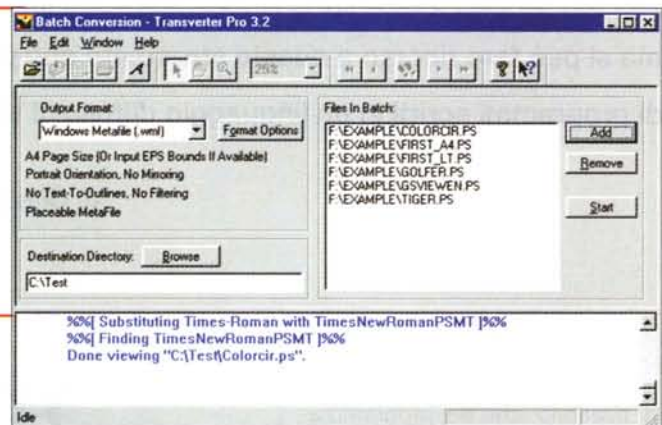 Batch Conversion - Transverter Pro 3.2
File Edit Window Help
25%
Output Format:
Windows Metafile (.wmf)
Format Options
A4 Page Size (Or Input EPS Bounds If Available)
Portrait Orientation, No Mirroring
No Text-To-Outlines, No Filtering
Placeable MetaFile
Destination Directory:
Browse
C:\Test
Files In Batch:
F:\EXAMPLE\COLORCIR.PS
F:\EXAMPLE\FIRST_A4.PS
F:\EXAMPLE\FIRST_LT.PS
F:\EXAMPLE\GOLFER.PS
F:\EXAMPLE\GSVIEWEN.PS
F:\EXAMPLE\TIGER.PS
Add
Remove
Start
%%[ Substituting Times-Roman with TimesNewRomanPSMT ]%%
%%[ Finding TimesNewRomanPSMT ]%%
Done viewing "C:\Test\Colorcir.ps".
Idle